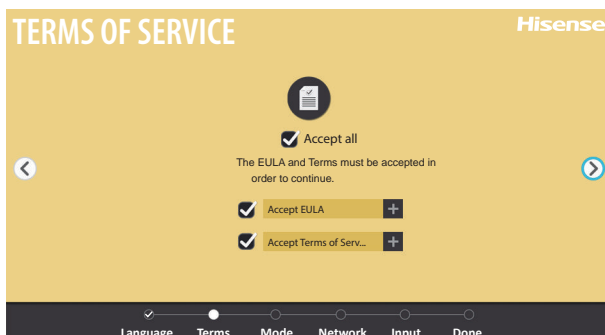 TERMS OF SERVICE
Hisense
Accept all
The EULA and Terms must be accepted in
order to continue.
Accept EULA +
Accept Terms of Serv... +
Language Terms Mode Network Input Done